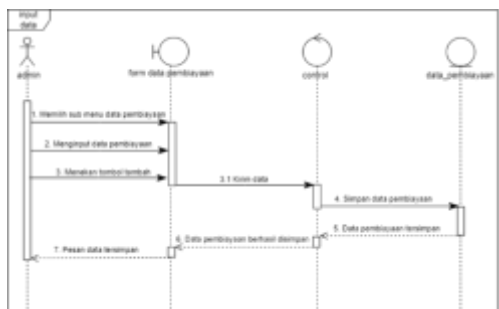 input
data
admin
form data pembiayaan
control
data_pembiayaan
1. Memilih sub menu data pembiayaan
2. Menginput data pembiayaan
3. Menekan tombol tambah
3.1 Kirim data
4. Simpan data pembiayaan
5. Data pembiayaan tersimpan
6. Data pembiayaan berhasil disimpan
7. Pesan data tersimpan